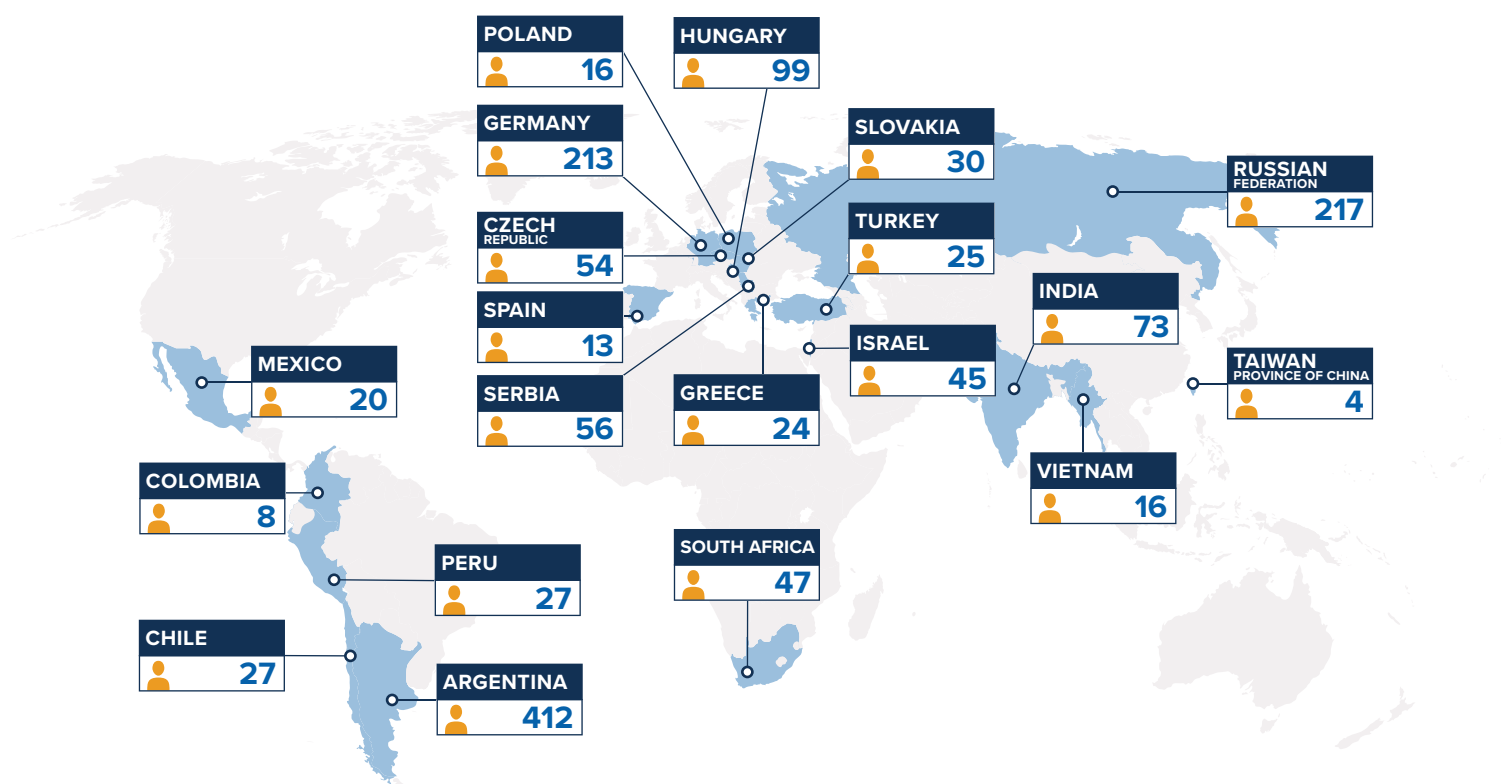 POLAND
16
HUNGARY
99
GERMANY
213
SLOVAKIA
30
RUSSIAN
FEDERATION
217
CZECH
REPUBLIC
54
TURKEY
25
SPAIN
13
INDIA
73
MEXICO
20
SERBIA
56
GREECE
24
ISRAEL
45
TAIWAN
PROVINCE OF CHINA
4
COLOMBIA
8
VIETNAM
16
PERU
27
SOUTH AFRICA
47
CHILE
27
ARGENTINA
412